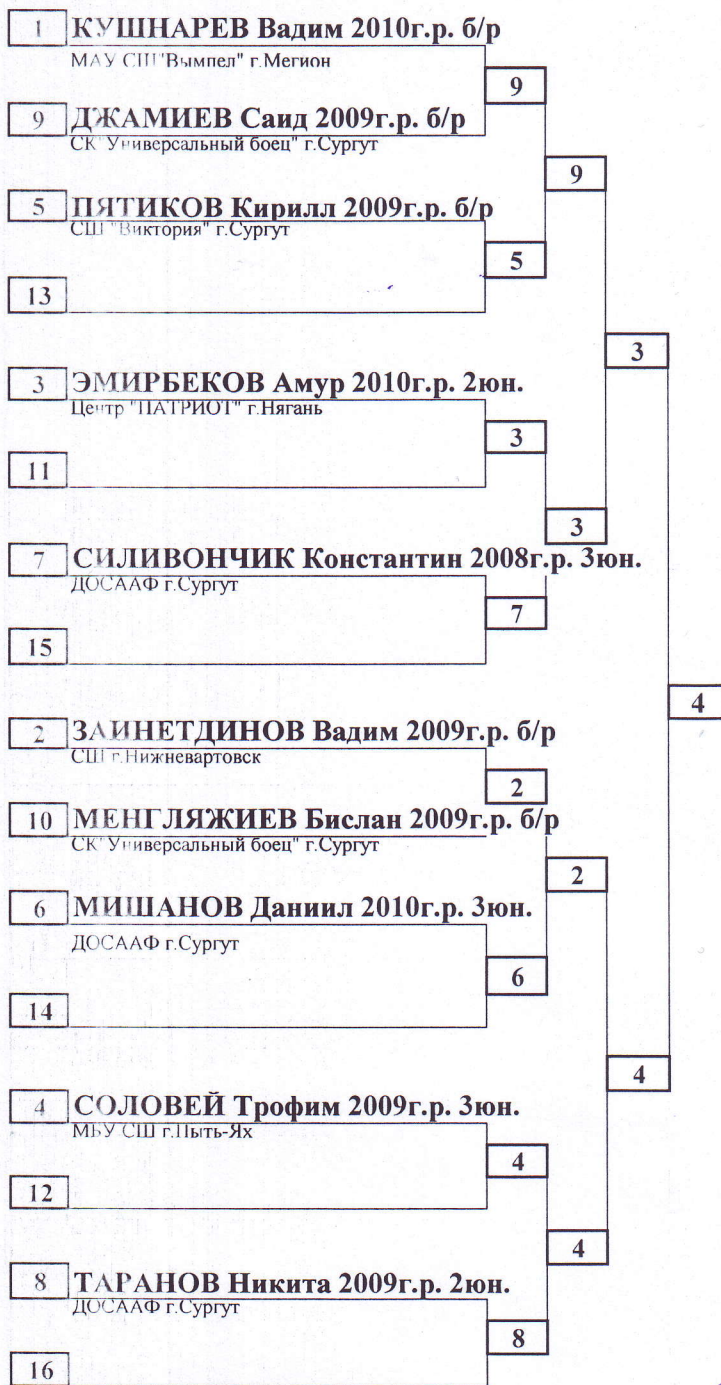 1 КУШНАРЕВ Вадим 2010г.р. б/р
МАУ СШ "Вымпел" г.Мегион
9
9 ДЖАМИЕВ Саид 2009г.р. б/р
СК"Универсальный боец" г.Сургут
9
5 ПЯТИКОВ Кирилл 2009г.р. б/р
СШ "Виктория" г.Сургут
5
13
3
3 ЭМИРБЕКОВ Амур 2010г.р. 2юн.
Центр "ПАТРИОТ" г.Нягань
3
11
3
7 СИЛИВОНЧИК Константин 2008г.р. 3юн.
ДОСААФ г.Сургут
7
15
4
2 ЗАИНЕТДИНОВ Вадим 2009г.р. б/р
СШ г.Нижневартовск
2
10 МЕНГЛЯЖИЕВ Бислан 2009г.р. б/р
СК"Универсальный боец" г.Сургут
2
6 МИШАНОВ Даниил 2010г.р. 3юн.
ДОСААФ г.Сургут
6
14
4
4 СОЛОВЕЙ Трофим 2009г.р. 3юн.
МБУ СШ г.Пыть-Ях
4
12
4
8 ТАРАНОВ Никита 2009г.р. 2юн.
ДОСААФ г.Сургут
8
16